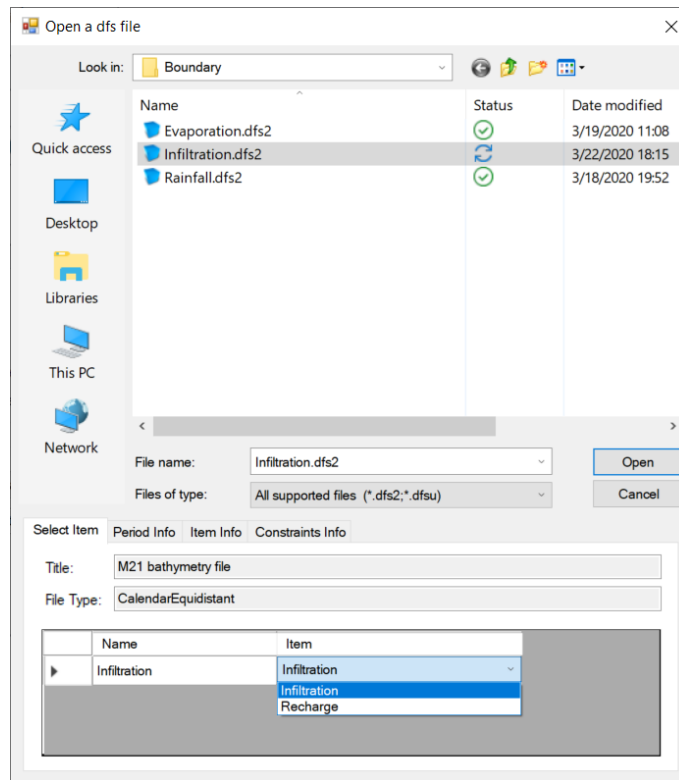 Open a dfs file
Look in: Boundary
Name Status Date modified
Quick access
Desktop
Libraries
This PC
Network
Evaporation.dfs2 3/19/2020 11:08
Infiltration.dfs2 3/22/2020 18:15
Rainfall.dfs2 3/18/2020 19:52
File name: Infiltration.dfs2 Open
Files of type: All supported files (*.dfs2;*.dfsu) Cancel
Select Item Period Info Item Info Constraints Info
Title: M21 bathymetry file
File Type: CalendarEquidistant
Name Item
Infiltration Infiltration
Infiltration
Recharge